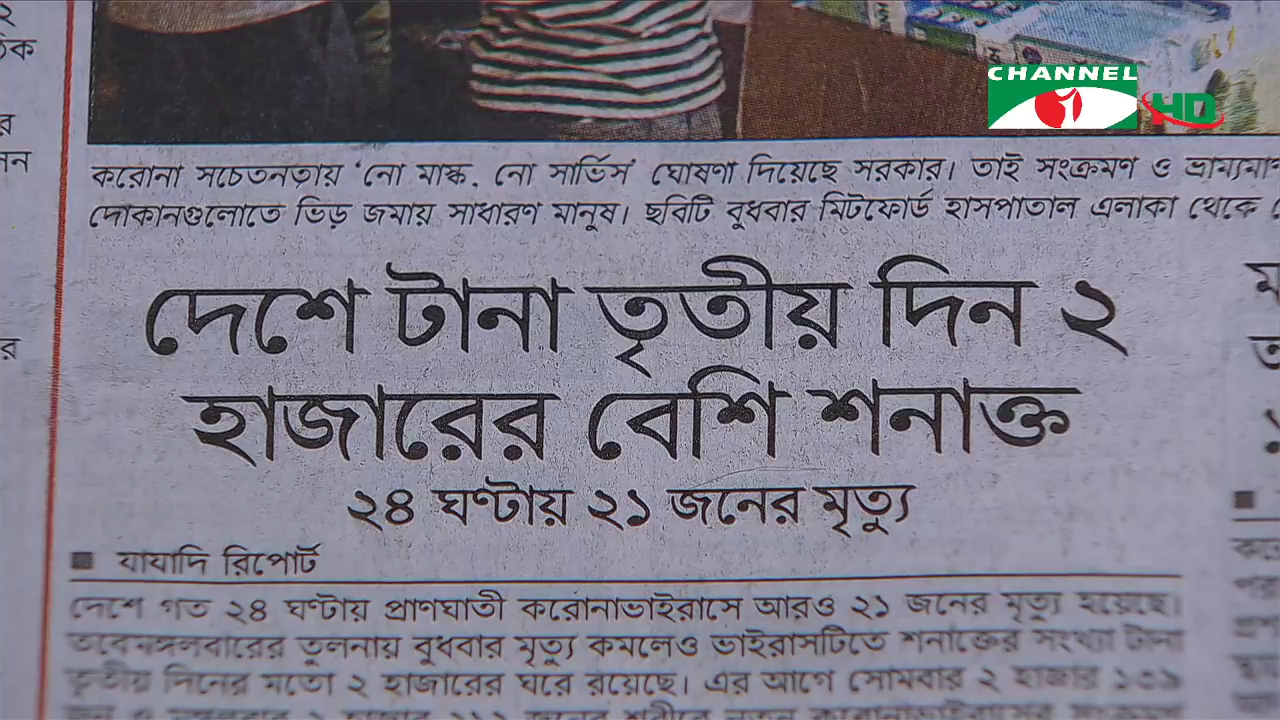 CHANNEL i HD
করোনা সচেতনতায় ‘নো মাস্ক, নো সার্ভিস’ ঘোষণা দিয়েছে সরকার। তাই সংক্রমণ ও
দোকানগুলোতে ভিড় জমায় সাধারণ মানুষ। ছবিটি বুধবার মিটফোর্ড হাসপাতাল এলাকা থেকে
দেশে টানা তৃতীয় দিন ২
হাজারের বেশি শনাক্ত
২৪ ঘণ্টায় ২১ জনের মৃত্যু
যাযাদি রিপোর্ট
দেশে গত ২৪ ঘণ্টায় প্রাণঘাতী করোনাভাইরাসে আরও ২১ জনের মৃত্যু হয়েছে।
তবেমঙ্গলবারের তুলনায় বুধবার মৃত্যু কমলেও ভাইরাসটিতে শনাক্তের সংখ্যা টানা
তৃতীয় দিনের মতো ২ হাজারের ঘরে রয়েছে। এর আগে সোমবার ২ হাজার ১৩৯